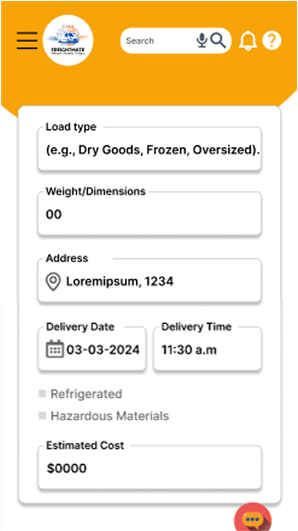 FREIGHTMATE
Search
?
Load type
(e.g., Dry Goods, Frozen, Oversized).
Weight/Dimensions
00
Address
Loremipsum, 1234
Delivery Date
Delivery Time
03-03-2024
11:30 a.m
Refrigerated
Hazardous Materials
Estimated Cost
$0000